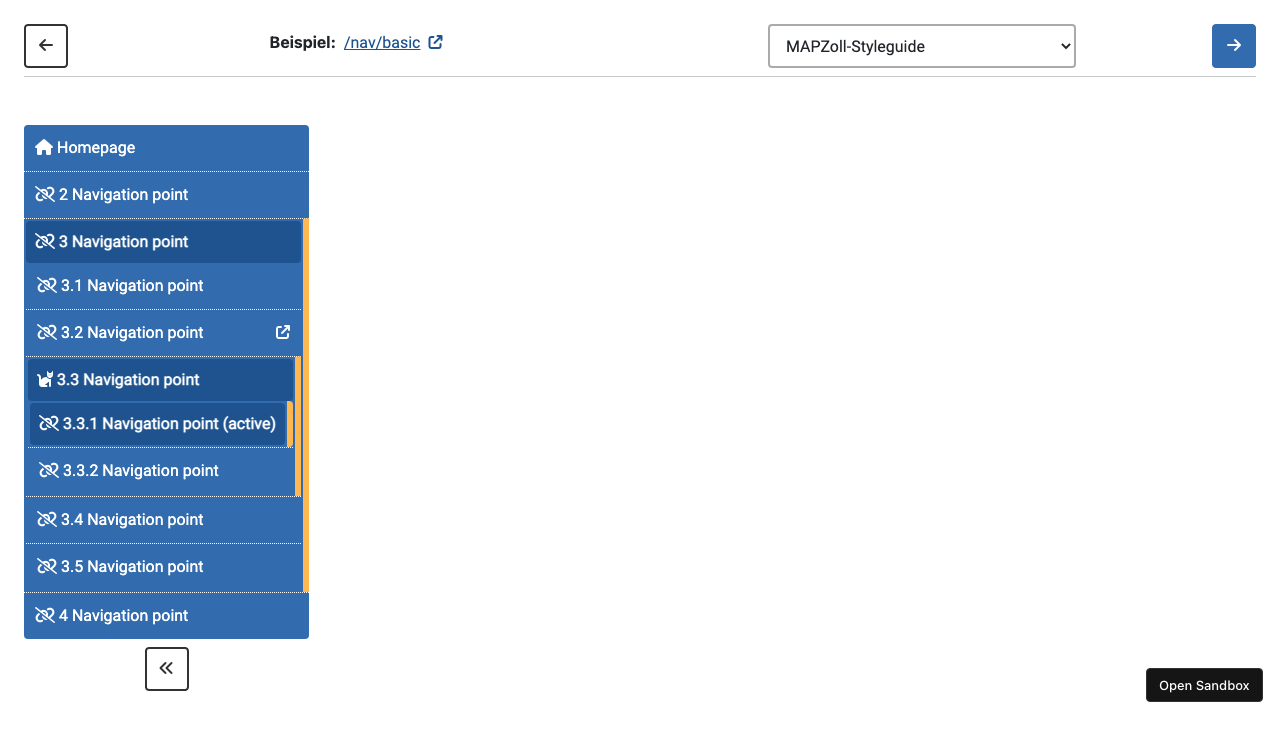 Beispiel: /nav/basic
MAPZoll-Styleguide
Homepage
2 Navigation point
3 Navigation point
3.1 Navigation point
3.2 Navigation point
3.3 Navigation point
3.3.1 Navigation point (active)
3.3.2 Navigation point
3.4 Navigation point
3.5 Navigation point
4 Navigation point
Open Sandbox